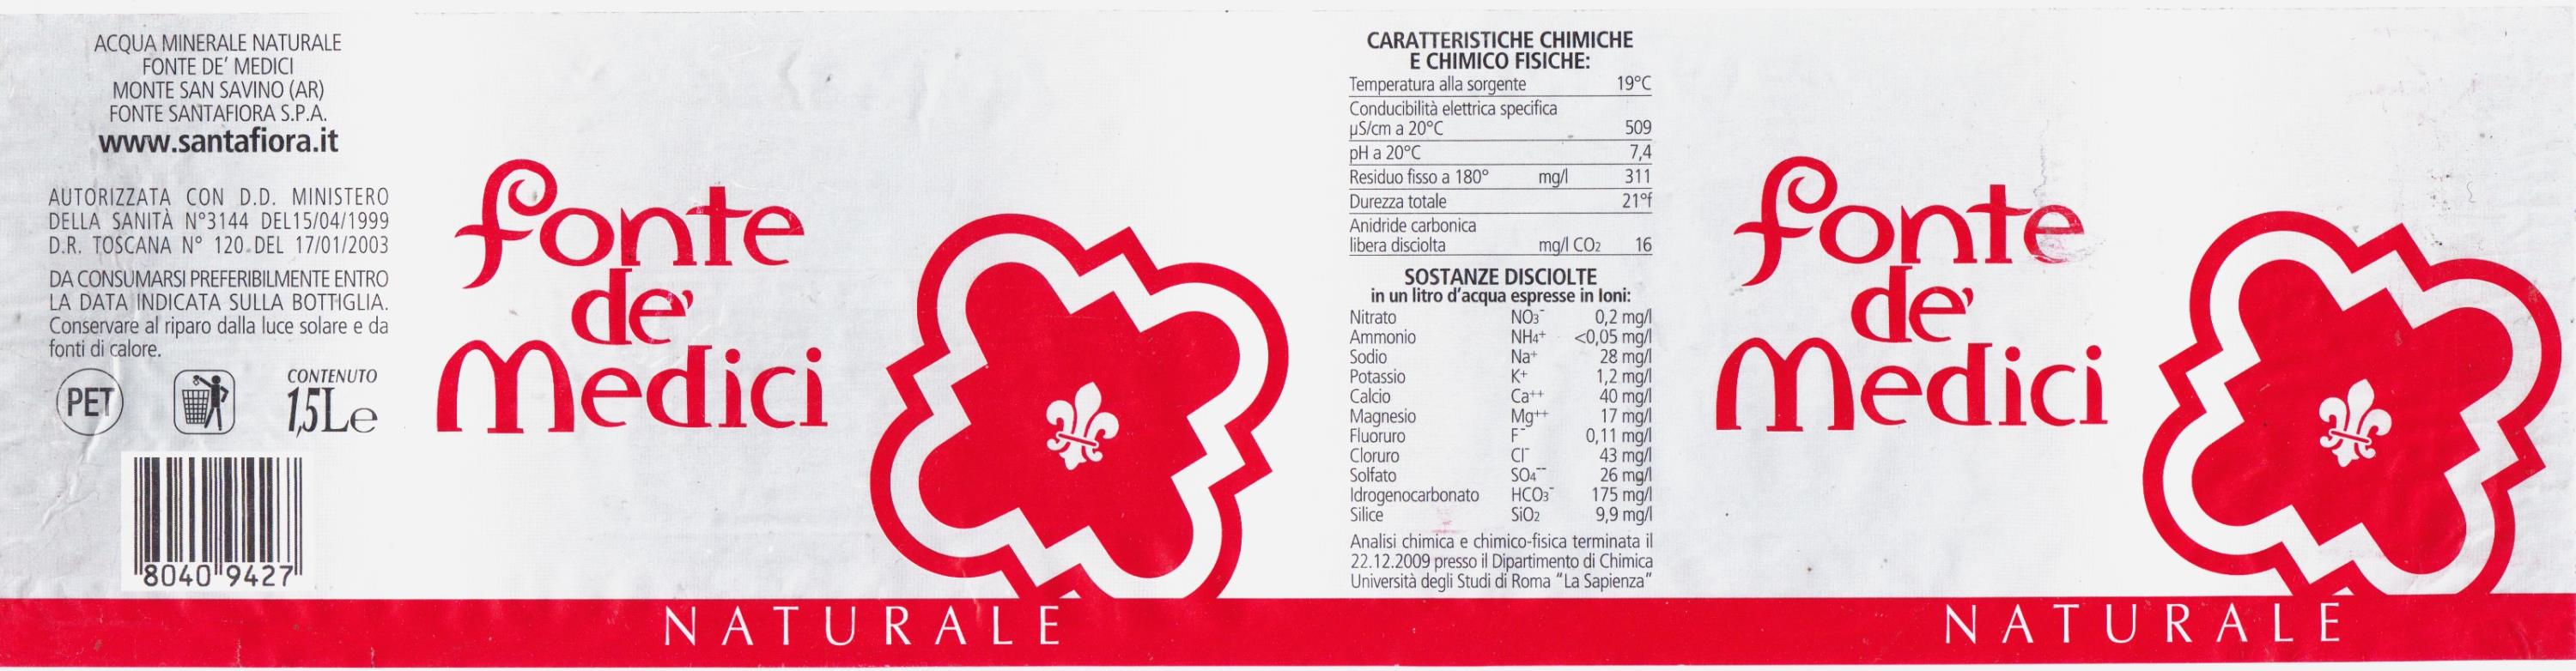 ACQUA MINERALE NATURALE
FONTE DE' MEDICI
MONTE SAN SAVINO (AR)
FONTE SANTAFIORA S.P.A.
www.santafiora.it
AUTORIZZATA CON D.D. MINISTERO
DELLA SANITÀ N°3144 DEL15/04/1999
D.R. TOSCANA N° 120 DEL 17/01/2003
DA CONSUMARSI PREFERIBILMENTE ENTRO
LA DATA INDICATA SULLA BOTTIGLIA.
Conservare al riparo dalla luce solare e da
fonti di calore.
PET
CONTENUTO
1,5L e
8040 9427
fonte
de'
Medici
NATURALE
CARATTERISTICHE CHIMICHE
E CHIMICO FISICHE:
Temperatura alla sorgente 19°C
Conducibilità elettrica specifica
µS/cm a 20°C 509
pH a 20°C 7,4
Residuo fisso a 180° mg/l 311
Durezza totale 21°f
Anidride carbonica
libera disciolta mg/l CO2 16
SOSTANZE DISCIOLTE
in un litro d'acqua espresse in Ioni:
Nitrato NO3⁻ 0,2 mg/l
Ammonio NH4⁺ <0,05 mg/l
Sodio Na⁺ 28 mg/l
Potassio K⁺ 1,2 mg/l
Calcio Ca⁺⁺ 40 mg/l
Magnesio Mg⁺⁺ 17 mg/l
Fluoruro F⁻ 0,11 mg/l
Cloruro Cl⁻ 43 mg/l
Solfato SO4⁻⁻ 26 mg/l
Idrogenocarbonato HCO3⁻ 175 mg/l
Silice SiO2 9,9 mg/l
Analisi chimica e chimico-fisica terminata il
22.12.2009 presso il Dipartimento di Chimica
Università degli Studi di Roma "La Sapienza"
fonte
de'
Medici
NATURALE